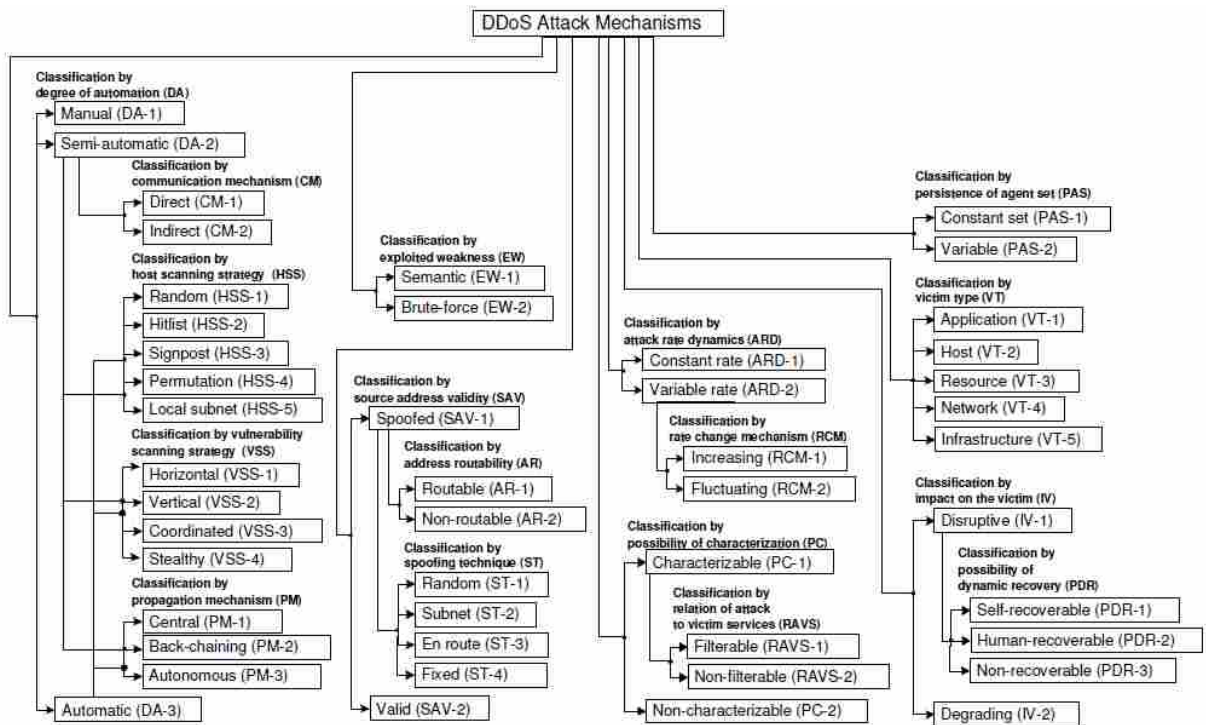 DDoS Attack Mechanisms
Classification by
degree of automation (DA)
Manual (DA-1)
Semi-automatic (DA-2)
Classification by
communication mechanism (CM)
Direct (CM-1)
Indirect (CM-2)
Classification by
host scanning strategy (HSS)
Random (HSS-1)
Hitlist (HSS-2)
Signpost (HSS-3)
Permutation (HSS-4)
Local subnet (HSS-5)
Classification by vulnerability
scanning strategy (VSS)
Horizontal (VSS-1)
Vertical (VSS-2)
Coordinated (VSS-3)
Stealthy (VSS-4)
Classification by
propagation mechanism (PM)
Central (PM-1)
Back-chaining (PM-2)
Autonomous (PM-3)
Automatic (DA-3)
Classification by
exploited weakness (EW)
Semantic (EW-1)
Brute-force (EW-2)
Classification by
source address validity (SAV)
Spoofed (SAV-1)
Classification by
address routability (AR)
Routable (AR-1)
Non-routable (AR-2)
Classification by
spoofing technique (ST)
Random (ST-1)
Subnet (ST-2)
En route (ST-3)
Fixed (ST-4)
Valid (SAV-2)
Classification by
attack rate dynamics (ARD)
Constant rate (ARD-1)
Variable rate (ARD-2)
Classification by
rate change mechanism (RCM)
Increasing (RCM-1)
Fluctuating (RCM-2)
Classification by
possibility of characterization (PC)
Characterizable (PC-1)
Classification by
relation of attack
to victim services (RAVS)
Filterable (RAVS-1)
Non-filterable (RAVS-2)
Non-characterizable (PC-2)
Classification by
persistence of agent set (PAS)
Constant set (PAS-1)
Variable (PAS-2)
Classification by
victim type (VT)
Application (VT-1)
Host (VT-2)
Resource (VT-3)
Network (VT-4)
Infrastructure (VT-5)
Classification by
impact on the victim (IV)
Disruptive (IV-1)
Classification by
possibility of
dynamic recovery (PDR)
Self-recoverable (PDR-1)
Human-recoverable (PDR-2)
Non-recoverable (PDR-3)
Degrading (IV-2)